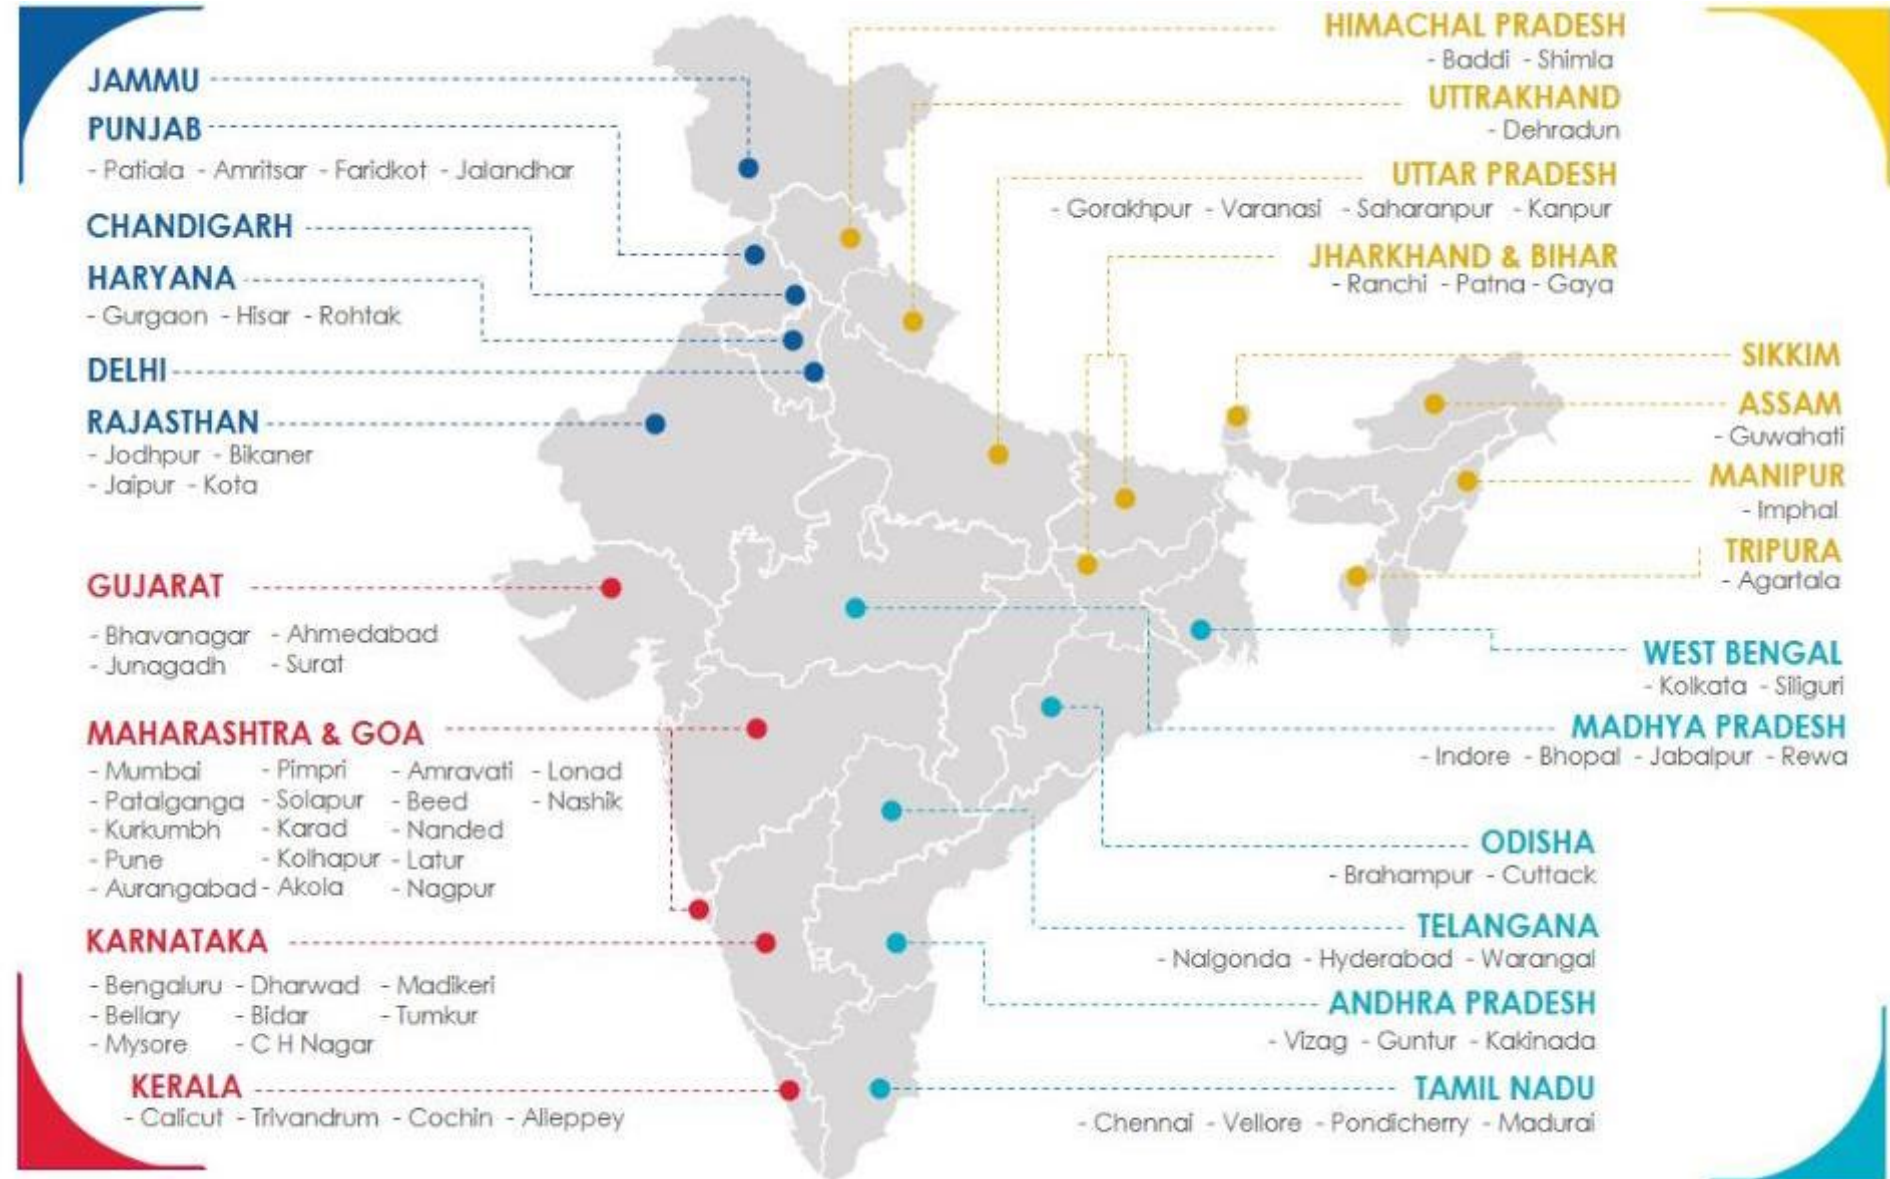 JAMMU
PUNJAB
- Patiala - Amritsar - Faridkot - Jalandhar
CHANDIGARH
HARYANA
- Gurgaon - Hisar - Rohtak
DELHI
RAJASTHAN
- Jodhpur - Bikaner
- Jaipur - Kota
GUJARAT
- Bhavanagar - Ahmedabad
- Junagadh - Surat
MAHARASHTRA & GOA
- Mumbai - Pimpri - Amravati - Lonad
- Patalganga - Solapur - Beed - Nashik
- Kurkumbh - Karad - Nanded
- Pune - Kolhapur - Latur
- Aurangabad - Akola - Nagpur
KARNATAKA
- Bengaluru - Dharwad - Madikeri
- Bellary - Bidar - Tumkur
- Mysore - C H Nagar
KERALA
- Calicut - Trivandrum - Cochin - Alleppey
HIMACHAL PRADESH
- Baddi - Shimla
UTTRAKHAND
- Dehradun
UTTAR PRADESH
- Gorakhpur - Varanasi - Saharanpur - Kanpur
JHARKHAND & BIHAR
- Ranchi - Patna - Gaya
SIKKIM
ASSAM
- Guwahati
MANIPUR
- Imphal
TRIPURA
- Agartala
WEST BENGAL
- Kolkata - Siliguri
MADHYA PRADESH
- Indore - Bhopal - Jabalpur - Rewa
ODISHA
- Brahampur - Cuttack
TELANGANA
- Nalgonda - Hyderabad - Warangal
ANDHRA PRADESH
- Vizag - Guntur - Kakinada
TAMIL NADU
- Chennai - Vellore - Pondicherry - Madurai